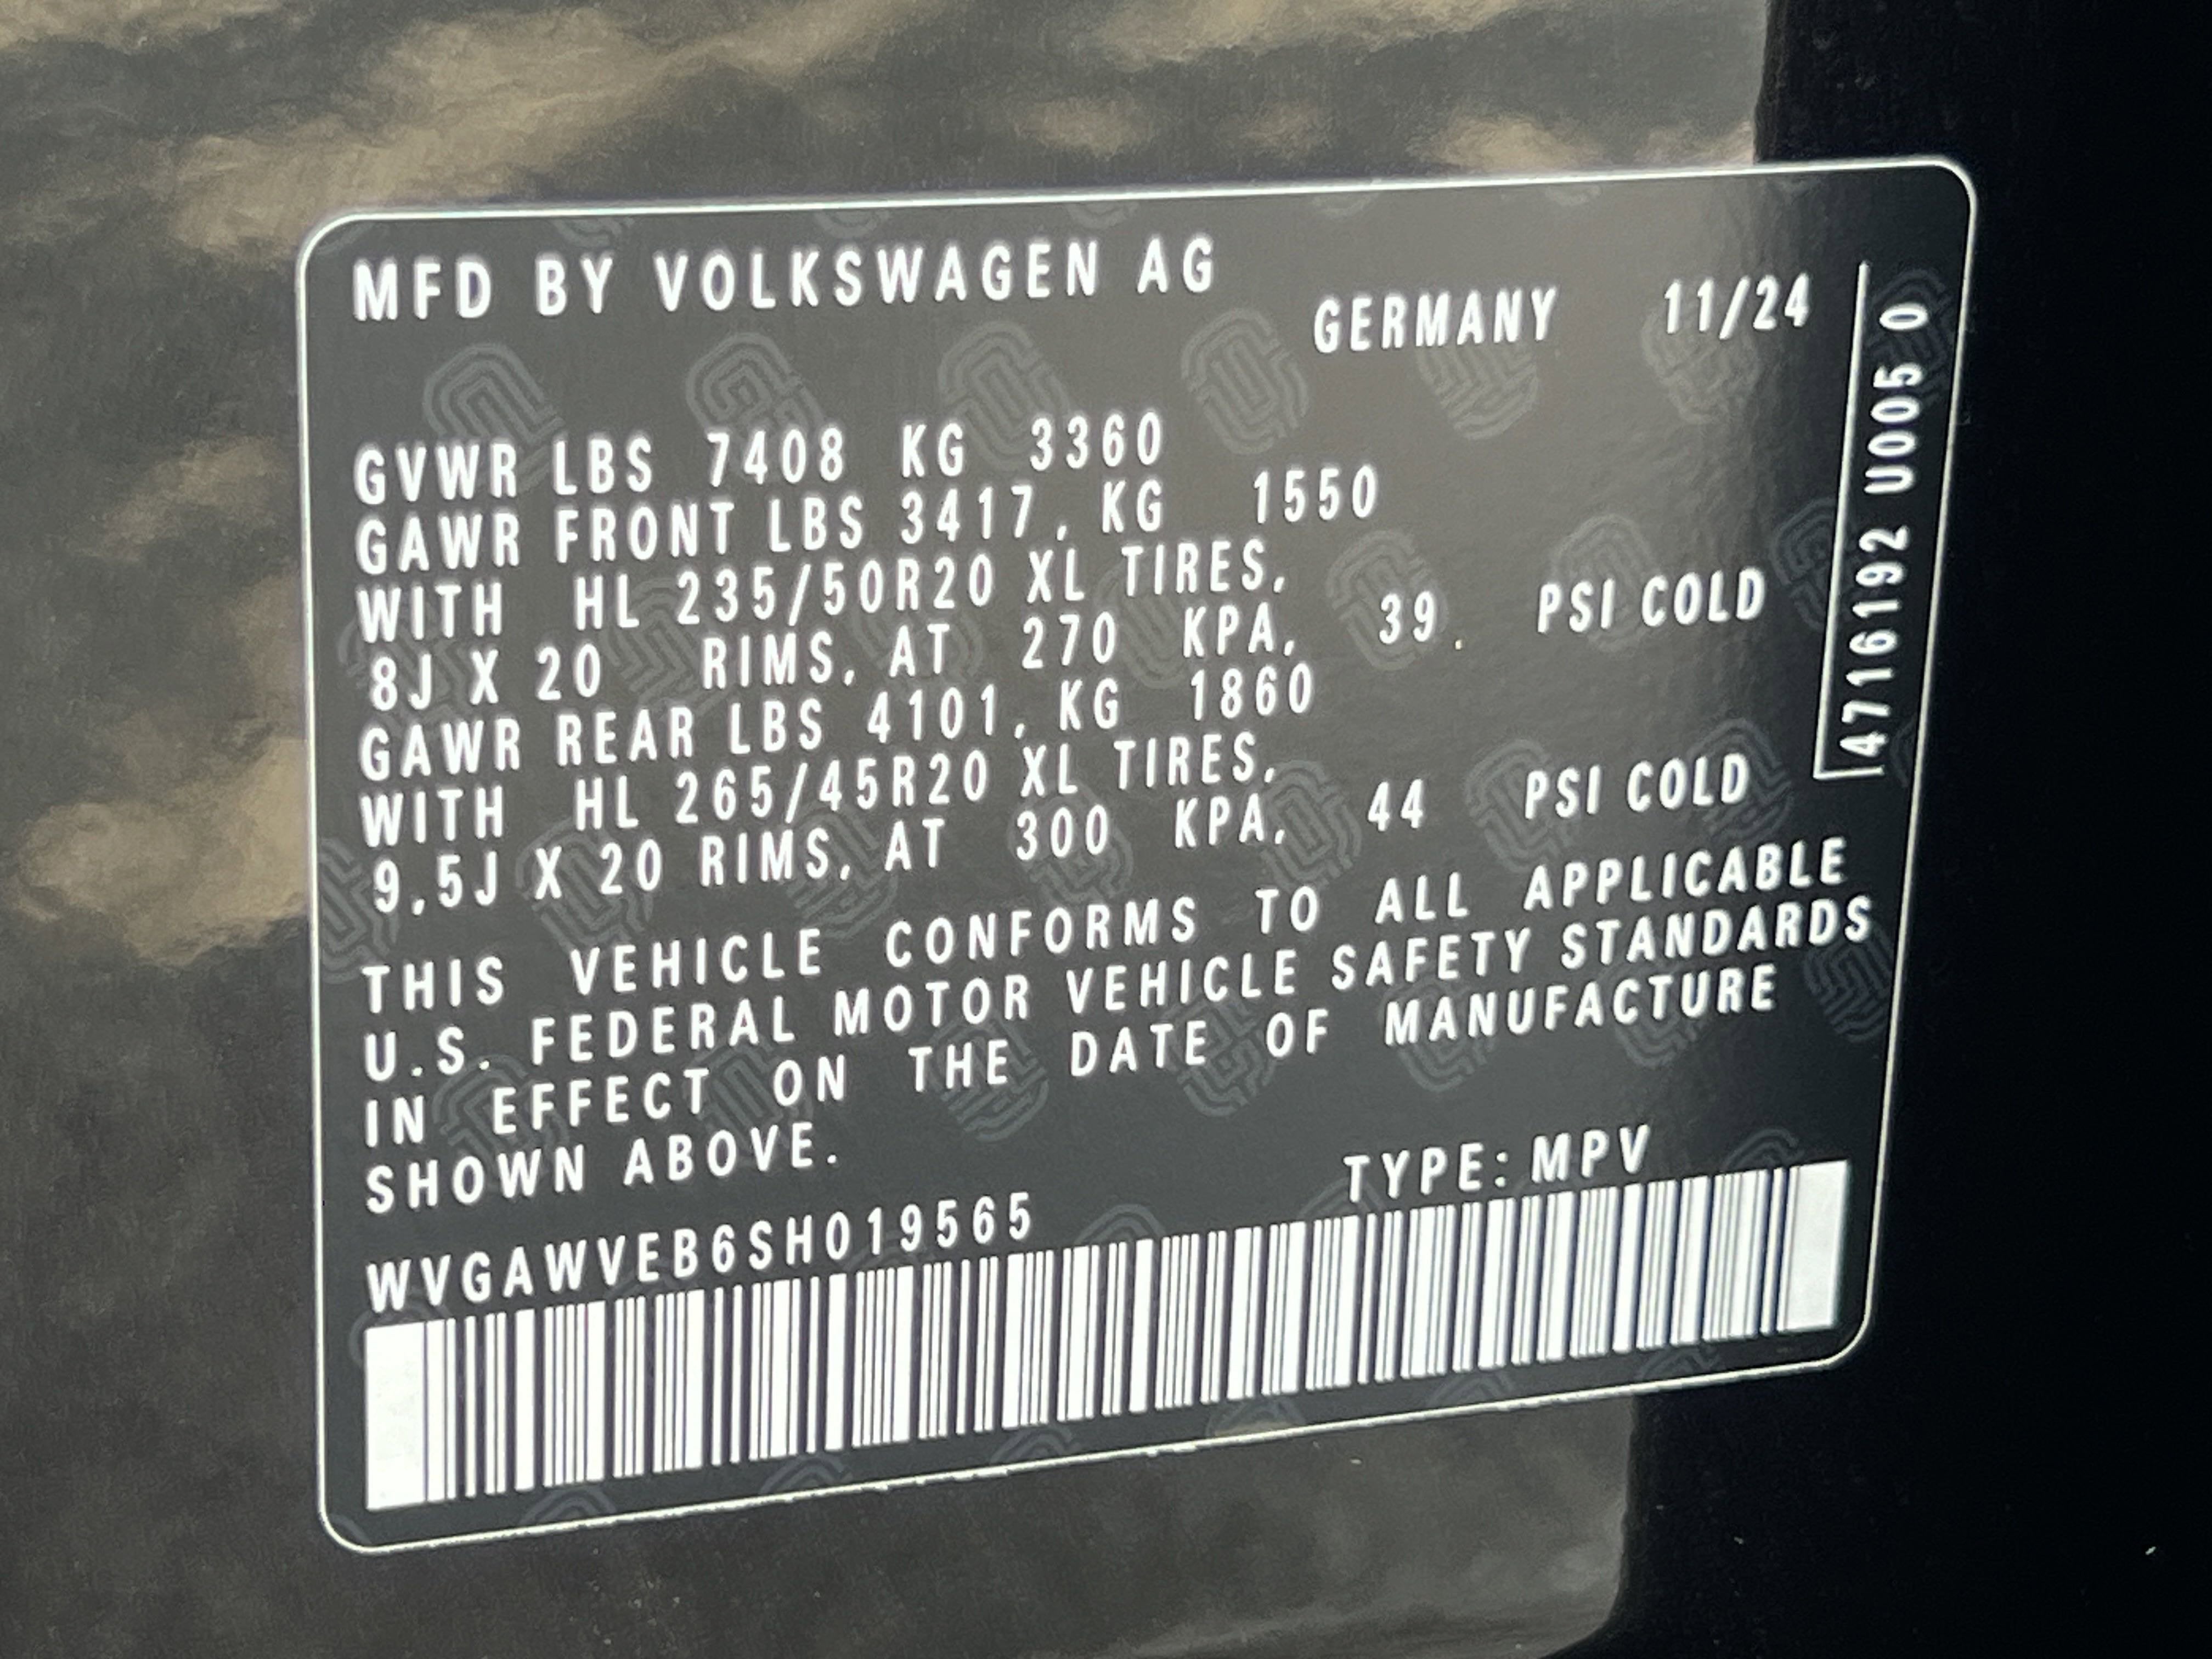 MFD BY VOLKSWAGEN AG
GERMANY 11/24
GVWR LBS 7408 KG 3360
GAWR FRONT LBS 3417, KG 1550
WITH HL 235/50R20 XL TIRES,
8J X 20 RIMS, AT 270 KPA, 39. PSI COLD
GAWR REAR LBS 4101, KG 1860
WITH HL 265/45R20 XL TIRES,
9,5J X 20 RIMS, AT 300 KPA, 44 PSI COLD
THIS VEHICLE CONFORMS TO ALL APPLICABLE
U.S. FEDERAL MOTOR VEHICLE SAFETY STANDARDS
IN EFFECT ON THE DATE OF MANUFACTURE
SHOWN ABOVE.
TYPE: MPV
WVGAWVEB6SH019565
4716192 U005 0